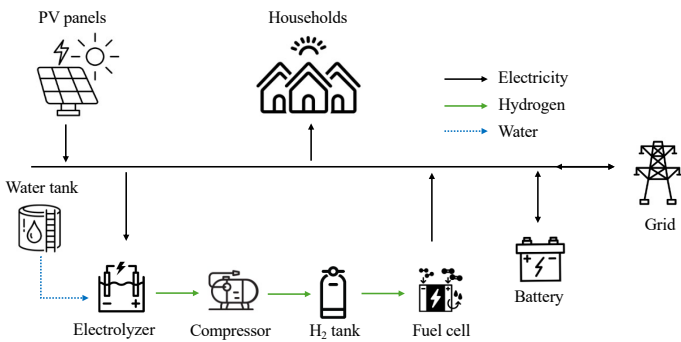 PV panels
Households
Electricity
Hydrogen
Water
Water tank
Grid
Battery
Electrolyzer
Compressor
H₂ tank
Fuel cell